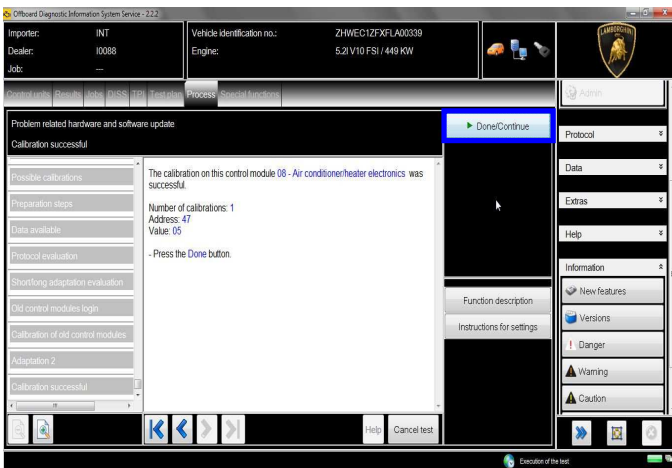 Offboard Diagnostic Information System Service - 2.2.2
Importer: INT
Dealer: I0088
Job: ---
Vehicle identification no.: ZHWEC1ZFXFLA00339
Engine: 5.2l V10 FSI / 449 KW
LAMBORGHINI
Control units Results Jobs DISS TPI Test plan Process Special functions
Admin
Problem related hardware and software update
Calibration successful
Done/Continue
Possible calibrations
Preparation steps
Data available
Protocol evaluation
Short/long adaptation evaluation
Old control modules login
Calibration of old control modules
Adaptation 2
Calibration successful
The calibration on this control module 08 - Air conditioner/heater electronics was
successful.
Number of calibrations: 1
Address: 47
Value: 05
- Press the Done button.
Function description
Instructions for settings
Help
Cancel test
Protocol
Data
Extras
Help
Information
New features
Versions
Danger
Warning
Caution
Execution of the test